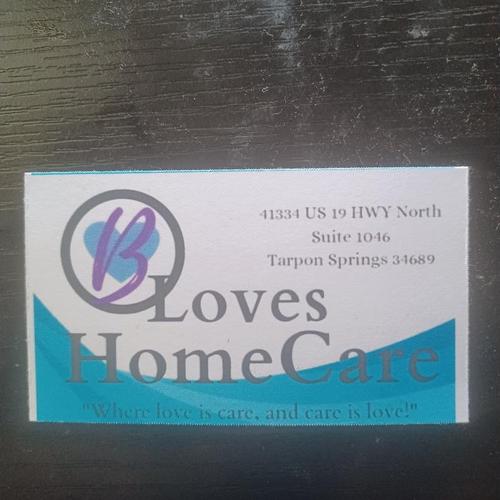 41334 US 19 HWY North
Suite 1046
Tarpon Springs 34689
B
Loves
HomeCare
"Where love is care, and care is love!"